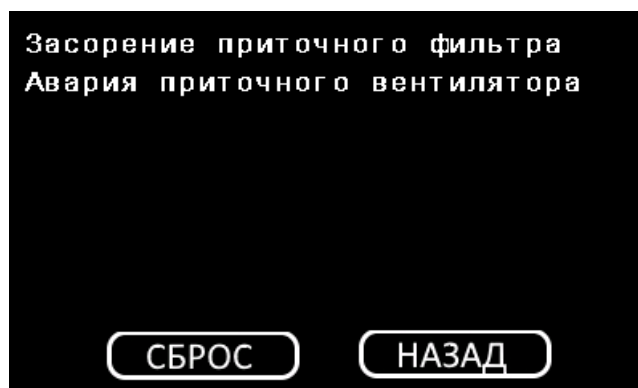 Засорение приточного фильтра
Авария приточного вентилятора
СБРОС НАЗАД